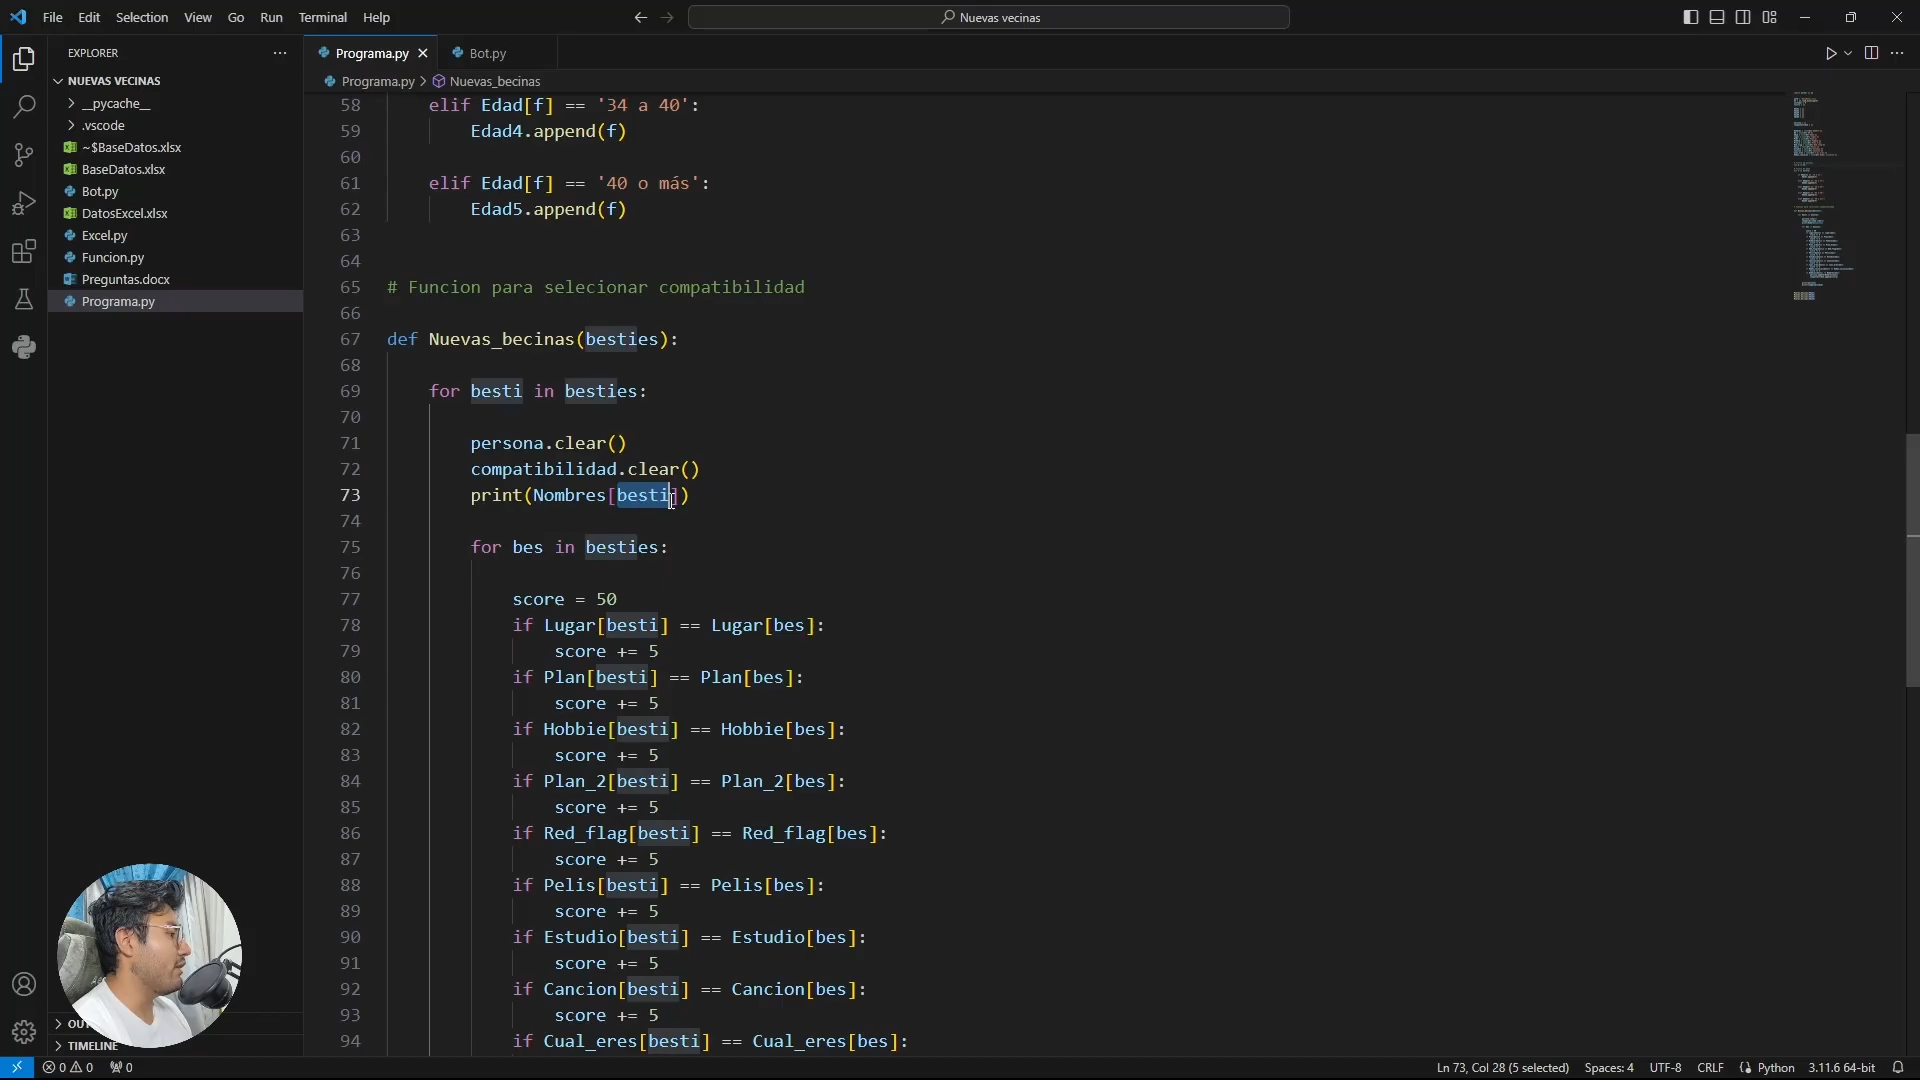 File Edit Selection View Go Run Terminal Help
Nuevas vecinas
EXPLORER
Programa.py
Bot.py
NUEVAS VECINAS
Programa.py > Nuevas_becinas
__pycache__
.vscode
~$BaseDatos.xlsx
BaseDatos.xlsx
Bot.py
DatosExcel.xlsx
Excel.py
Funcion.py
Preguntas.docx
Programa.py
58 elif Edad[f] == '34 a 40':
59 Edad4.append(f)
60
61 elif Edad[f] == '40 o más':
62 Edad5.append(f)
63
64
65 # Funcion para selecionar compatibilidad
66
67 def Nuevas_becinas(besties):
68
69 for besti in besties:
70
71 persona.clear()
72 compatibilidad.clear()
73 print(Nombres[besti])
74
75 for bes in besties:
76
77 score = 50
78 if Lugar[besti] == Lugar[bes]:
79 score += 5
80 if Plan[besti] == Plan[bes]:
81 score += 5
82 if Hobbie[besti] == Hobbie[bes]:
83 score += 5
84 if Plan_2[besti] == Plan_2[bes]:
85 score += 5
86 if Red_flag[besti] == Red_flag[bes]:
87 score += 5
88 if Pelis[besti] == Pelis[bes]:
89 score += 5
90 if Estudio[besti] == Estudio[bes]:
91 score += 5
92 if Cancion[besti] == Cancion[bes]:
93 score += 5
94 if Cual_eres[besti] == Cual_eres[bes]:
TIMELINE
0 0 0
Ln 73, Col 28 (5 selected) Spaces: 4 UTF-8 CRLF Python 3.11.6 64-bit